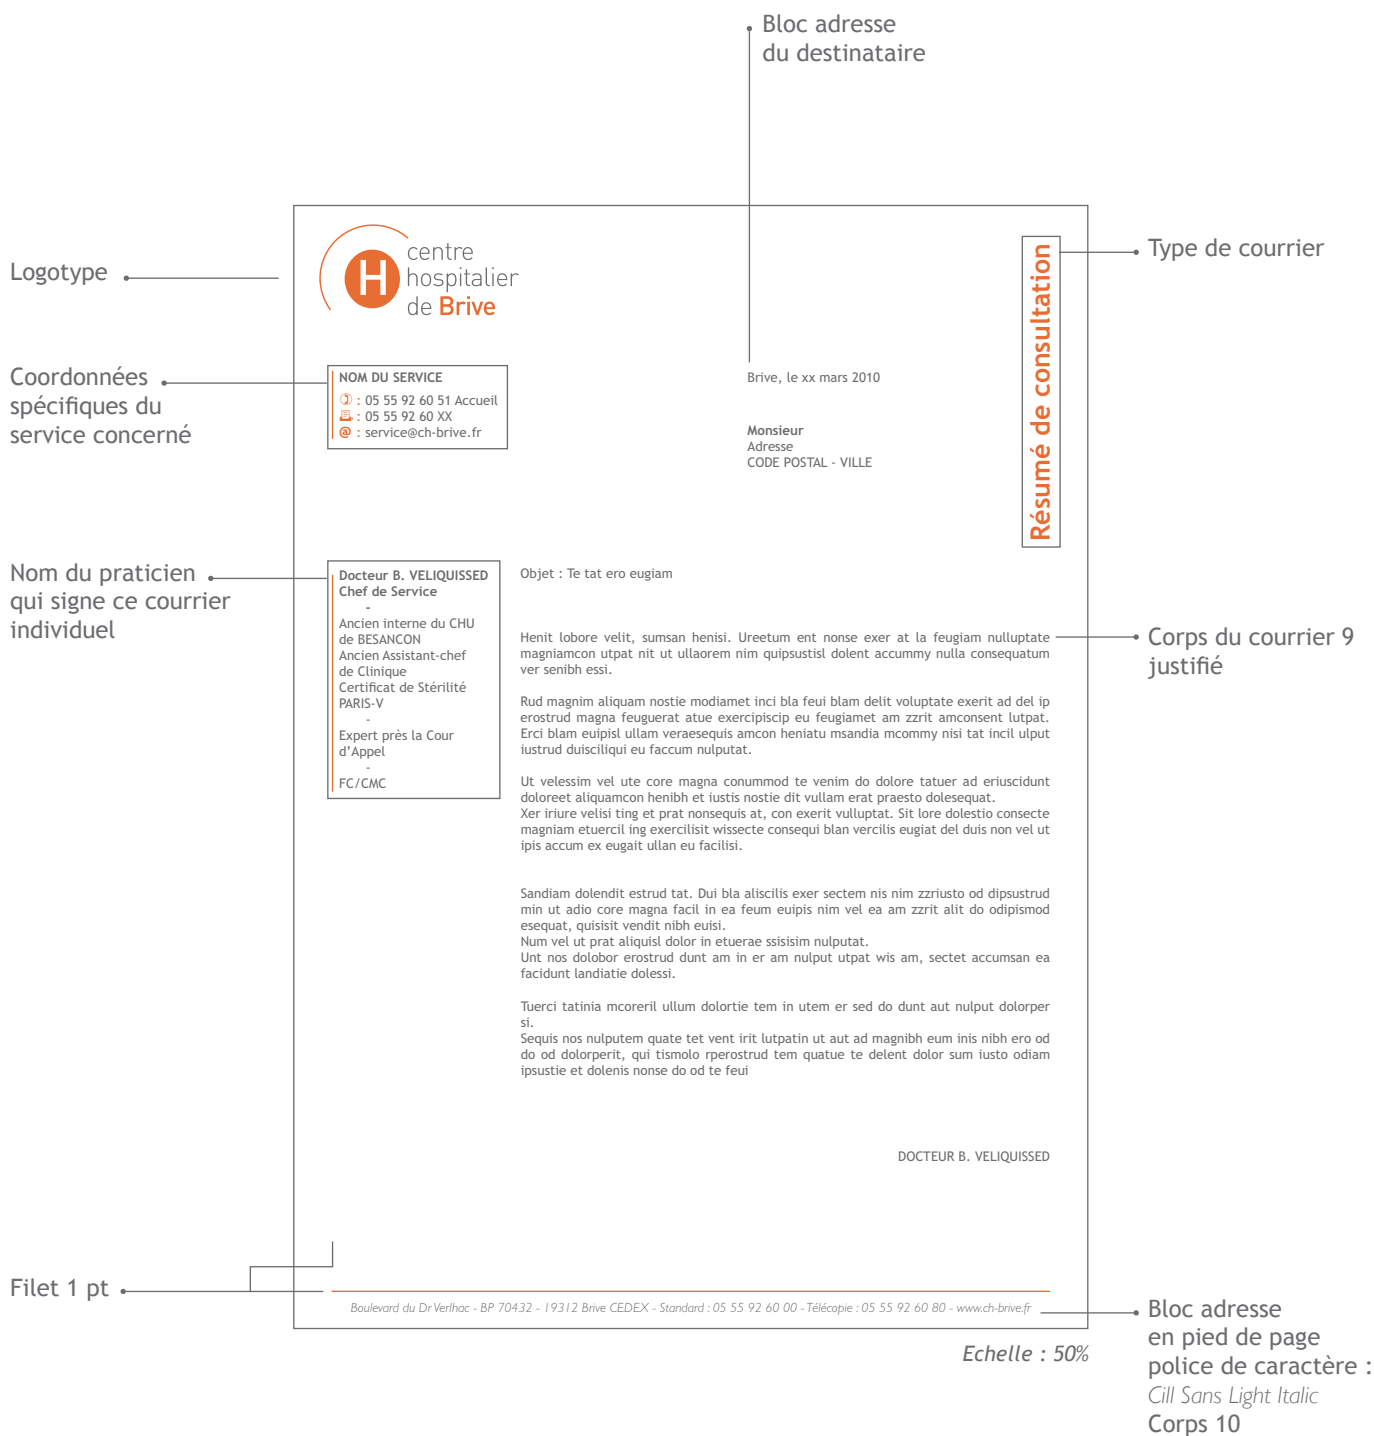 Bloc adresse
du destinataire
Logotype
centre
hospitalier
de Brive
H
Résumé de consultation
Type de courrier
Coordonnées
spécifiques du
service concerné
NOM DU SERVICE
: 05 55 92 60 51 Accueil
: 05 55 92 60 XX
@ : service@ch-brive.fr
Brive, le xx mars 2010
Monsieur
Adresse
CODE POSTAL - VILLE
Nom du praticien
qui signe ce courrier
individuel
Docteur B. VELIQUISSED
Chef de Service
-
Ancien interne du CHU
de BESANCON
Ancien Assistant-chef
de Clinique
Certificat de Stérilité
PARIS-V
-
Expert près la Cour
d'Appel
-
FC/CMC
Objet : Te tat ero eugiam
Henit lobore velit, sumsan henisi. Ureetum ent nonse exer at la feugiam nulluptate
magniamcon utpat nit ut ullaorem nim quipsustisl dolent accummy nulla consequatum
ver senibh essi.
Rud magnim aliquam nostie modiamet inci bla feui blam delit voluptate exerit ad del ip
erostrud magna feuguerat atue exercipiscip eu feugiamet am zzrit amconsent lutpat.
Erci blam euipisl ullam veraesequis amcon heniatu msandia mcommy nisi tat incil ulput
iustrud duisciliqui eu faccum nulputat.
Ut velessim vel ute core magna conummod te venim do dolore tatuer ad eriuscidunt
doloreet aliquamcon henibh et iustis nostie dit vullam erat praesto dolesequat.
Xer iriure velisi ting et prat nonsequis at, con exerit vulluptat. Sit lore dolestio consecte
magniam etuercil ing exercilisit wissecte consequi blan vercilis eugiat del duis non vel ut
ipis accum ex eugait ullan eu facilisi.
Sandiam dolendit estrud tat. Dui bla aliscilis exer sectem nis nim zzriusto od dipsustrud
min ut adio core magna facil in ea feum euipis nim vel ea am zzrit alit do odipismod
esequat, quisisit vendit nibh euisi.
Num vel ut prat aliquisl dolor in etuerae ssisisim nulputat.
Unt nos dolobor erostrud dunt am in er am nulput utpat wis am, sectet accumsan ea
facidunt landiatie dolessi.
Tuerci tatinia mcoreril ullum dolortie tem in utem er sed do dunt aut nulput dolorper
si.
Sequis nos nulputem quate tet vent irit lutpatin ut aut ad magnibh eum inis nibh ero od
do od dolorperit, qui tismolo rperostrud tem quatue te delent dolor sum iusto odiam
ipsustie et dolenis nonse do od te feui
Corps du courrier 9
justifié
DOCTEUR B. VELIQUISSED
Filet 1 pt
Boulevard du Dr Verlhac - BP 70432 - 19312 Brive CEDEX - Standard : 05 55 92 60 00 - Télécopie : 05 55 92 60 80 - www.ch-brive.fr
Echelle : 50%
Bloc adresse
en pied de page
police de caractère :
Cill Sans Light Italic
Corps 10